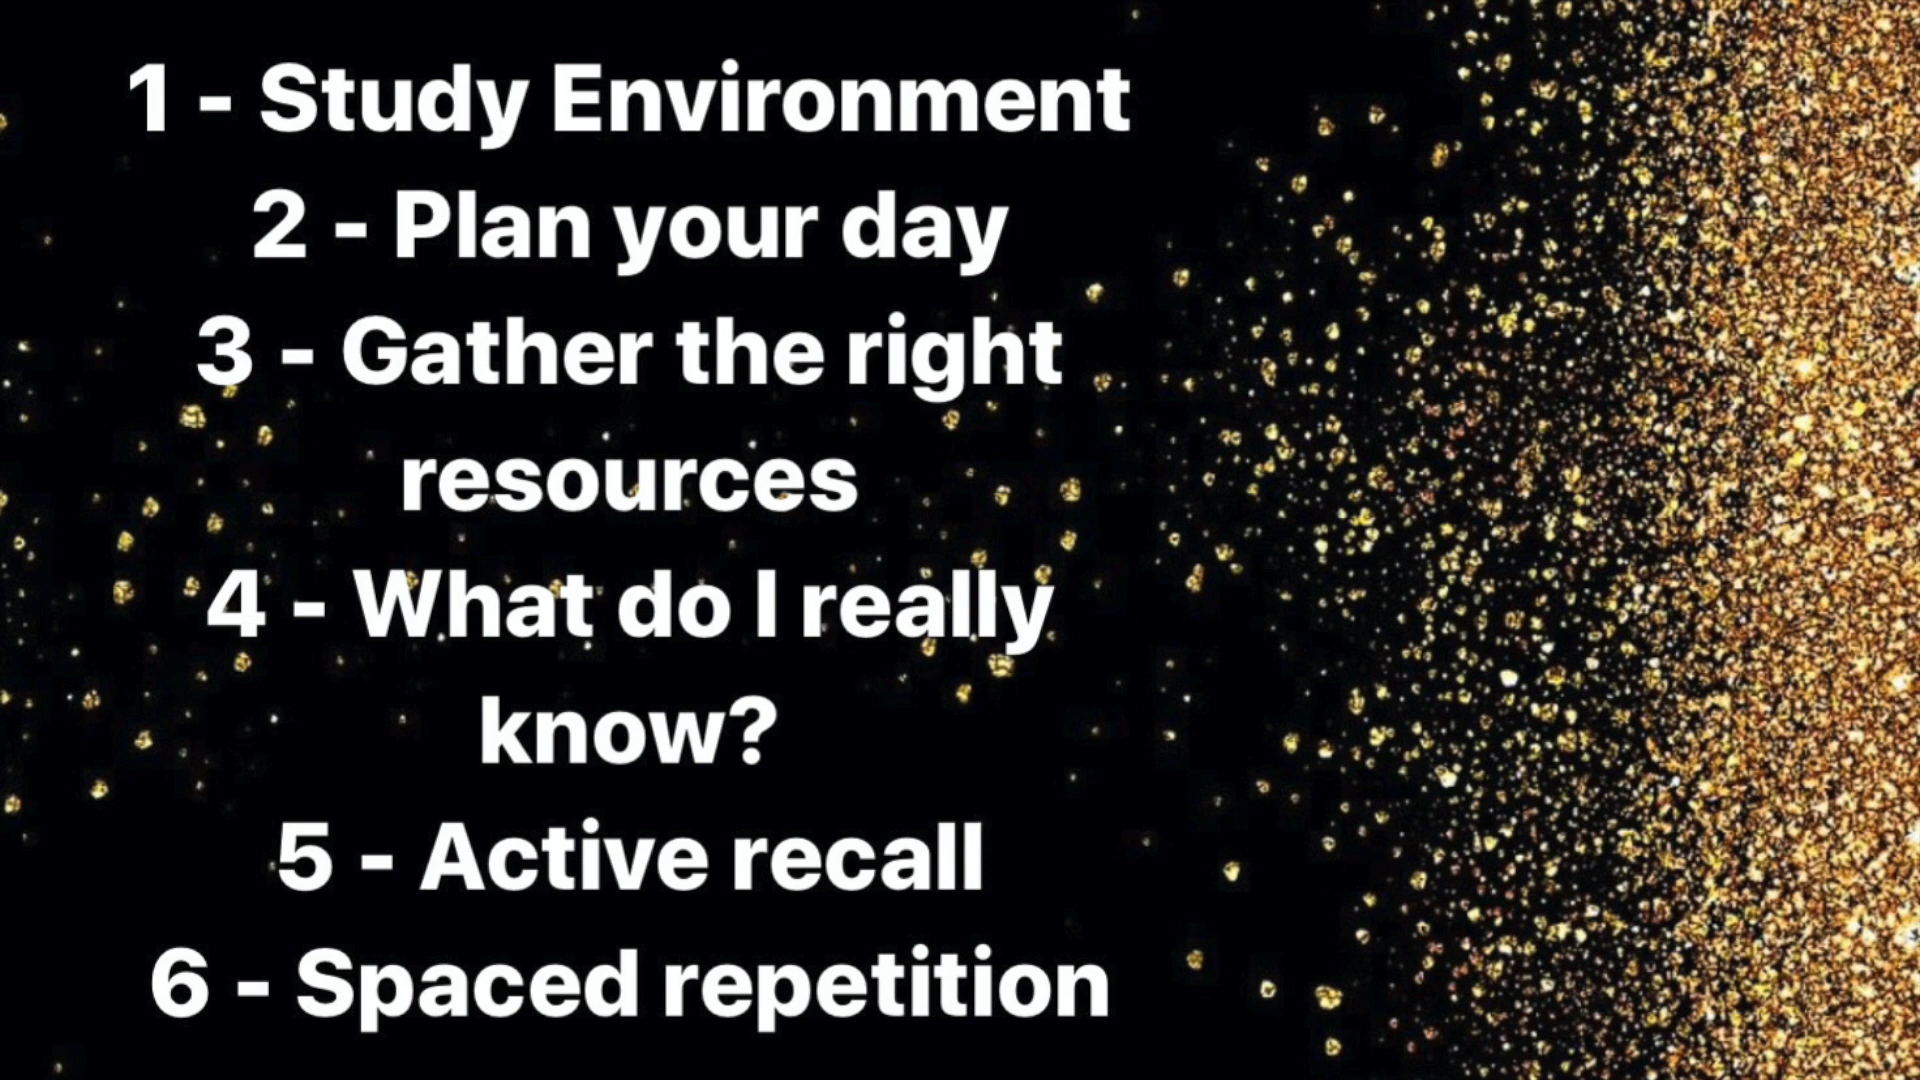 1 - Study Environment
2 - Plan your day
3 - Gather the right
resources
4 - What do I really
know?
5 - Active recall
6 - Spaced repetition